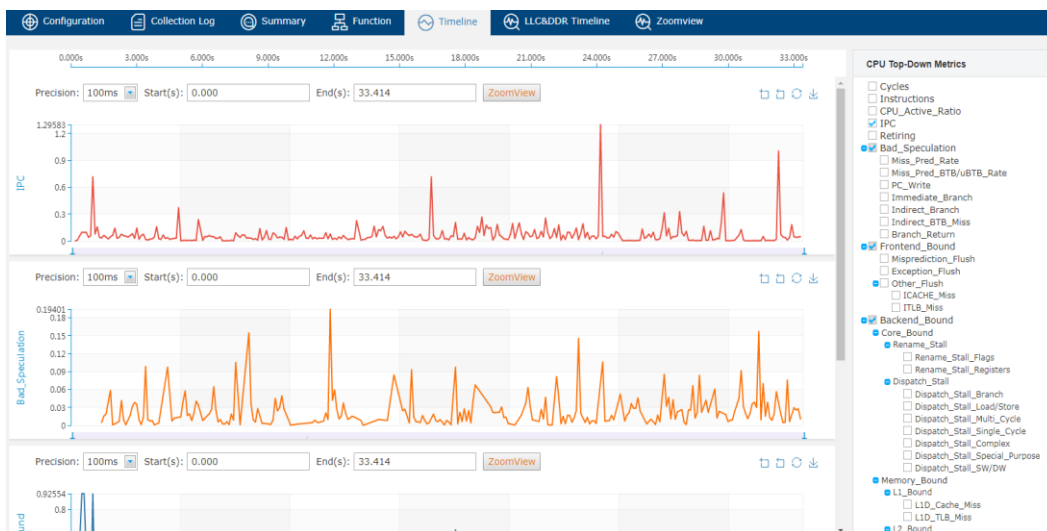 Configuration Collection Log Summary Function Timeline LLC&DDR Timeline Zoomview
0.000s 3.000s 6.000s 9.000s 12.000s 15.000s 18.000s 21.000s 24.000s 27.000s 30.000s 33.000s
Precision: 100ms Start(s): 0.000 End(s): 33.414 ZoomView
1.29583
1.2
0.9
0.6
0.3
0
IPC
Precision: 100ms Start(s): 0.000 End(s): 33.414 ZoomView
0.19401
0.18
0.15
0.12
0.09
0.06
0.03
0
Bad_Speculation
Precision: 100ms Start(s): 0.000 End(s): 33.414 ZoomView
0.92554
0.8
ound
CPU Top-Down Metrics
Cycles
Instructions
CPU_Active_Ratio
IPC
Retiring
Bad_Speculation
Miss_Pred_Rate
Miss_Pred_BTB/uBTB_Rate
PC_Write
Immediate_Branch
Indirect_Branch
Indirect_BTB_Miss
Branch_Return
Frontend_Bound
Misprediction_Flush
Exception_Flush
Other_Flush
ICACHE_Miss
ITLB_Miss
Backend_Bound
Core_Bound
Rename_Stall
Rename_Stall_Flags
Rename_Stall_Registers
Dispatch_Stall
Dispatch_Stall_Branch
Dispatch_Stall_Load/Store
Dispatch_Stall_Multi_Cycle
Dispatch_Stall_Single_Cycle
Dispatch_Stall_Complex
Dispatch_Stall_Special_Purpose
Dispatch_Stall_SW/DW
Memory_Bound
L1_Bound
L1D_Cache_Miss
L1D_TLB_Miss
L2_Bound